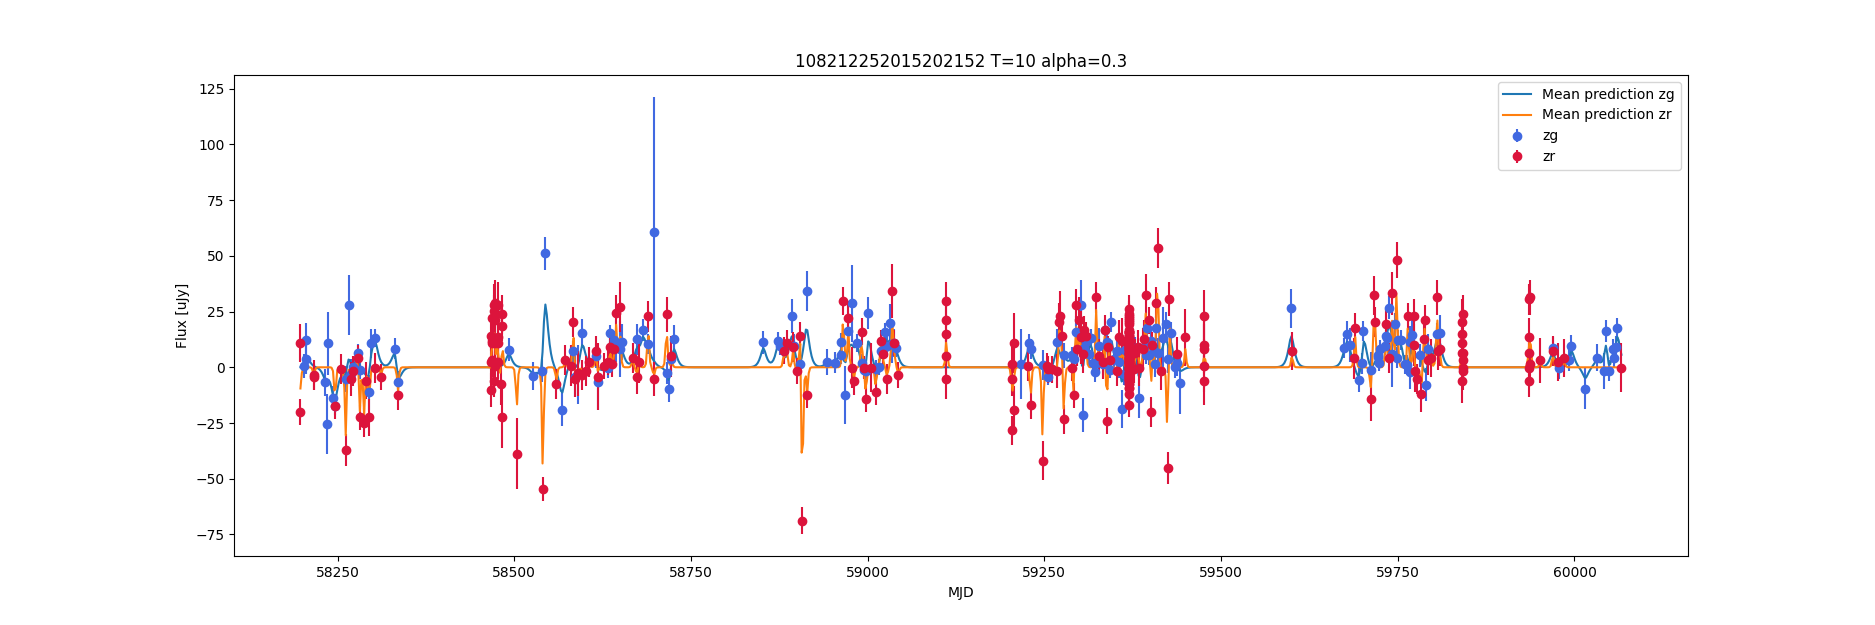 108212252015202152 T=10 alpha=0.3
Flux [uJy]
125
100
75
50
25
0
−25
−50
−75
Mean prediction zg
Mean prediction zr
zg
zr
58250 58500 58750 59000 59250 59500 59750 60000
MJD